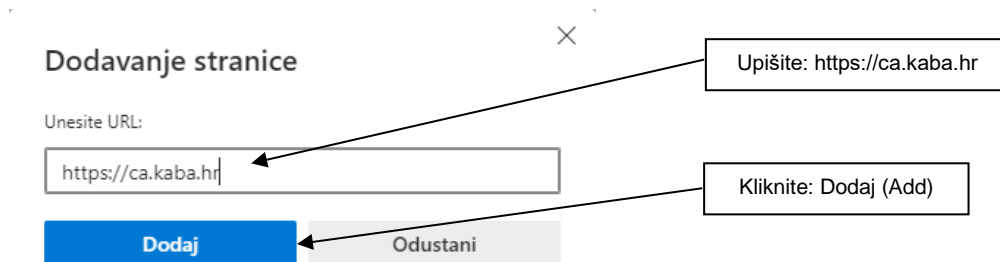 Dodavanje stranice
Upišite: https://ca.kaba.hr
Unesite URL:
https://ca.kaba.hr
Kliknite: Dodaj (Add)
Dodaj
Odustani